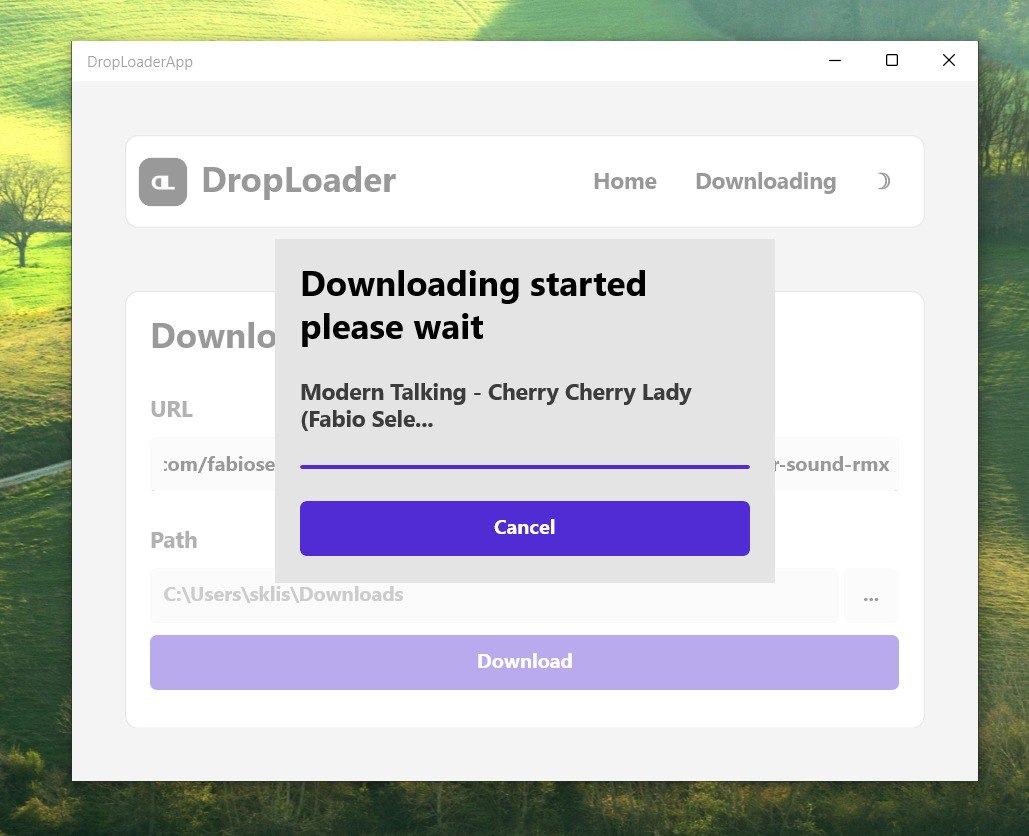 DropLoaderApp
DropLoader
Home
Downloading
Downloading started
please wait
Downlo
Modern Talking - Cherry Cherry Lady
(Fabio Sele...
URL
:com/fabiose
r-sound-rmx
Cancel
Path
C:\Users\sklis\Downloads
...
Download